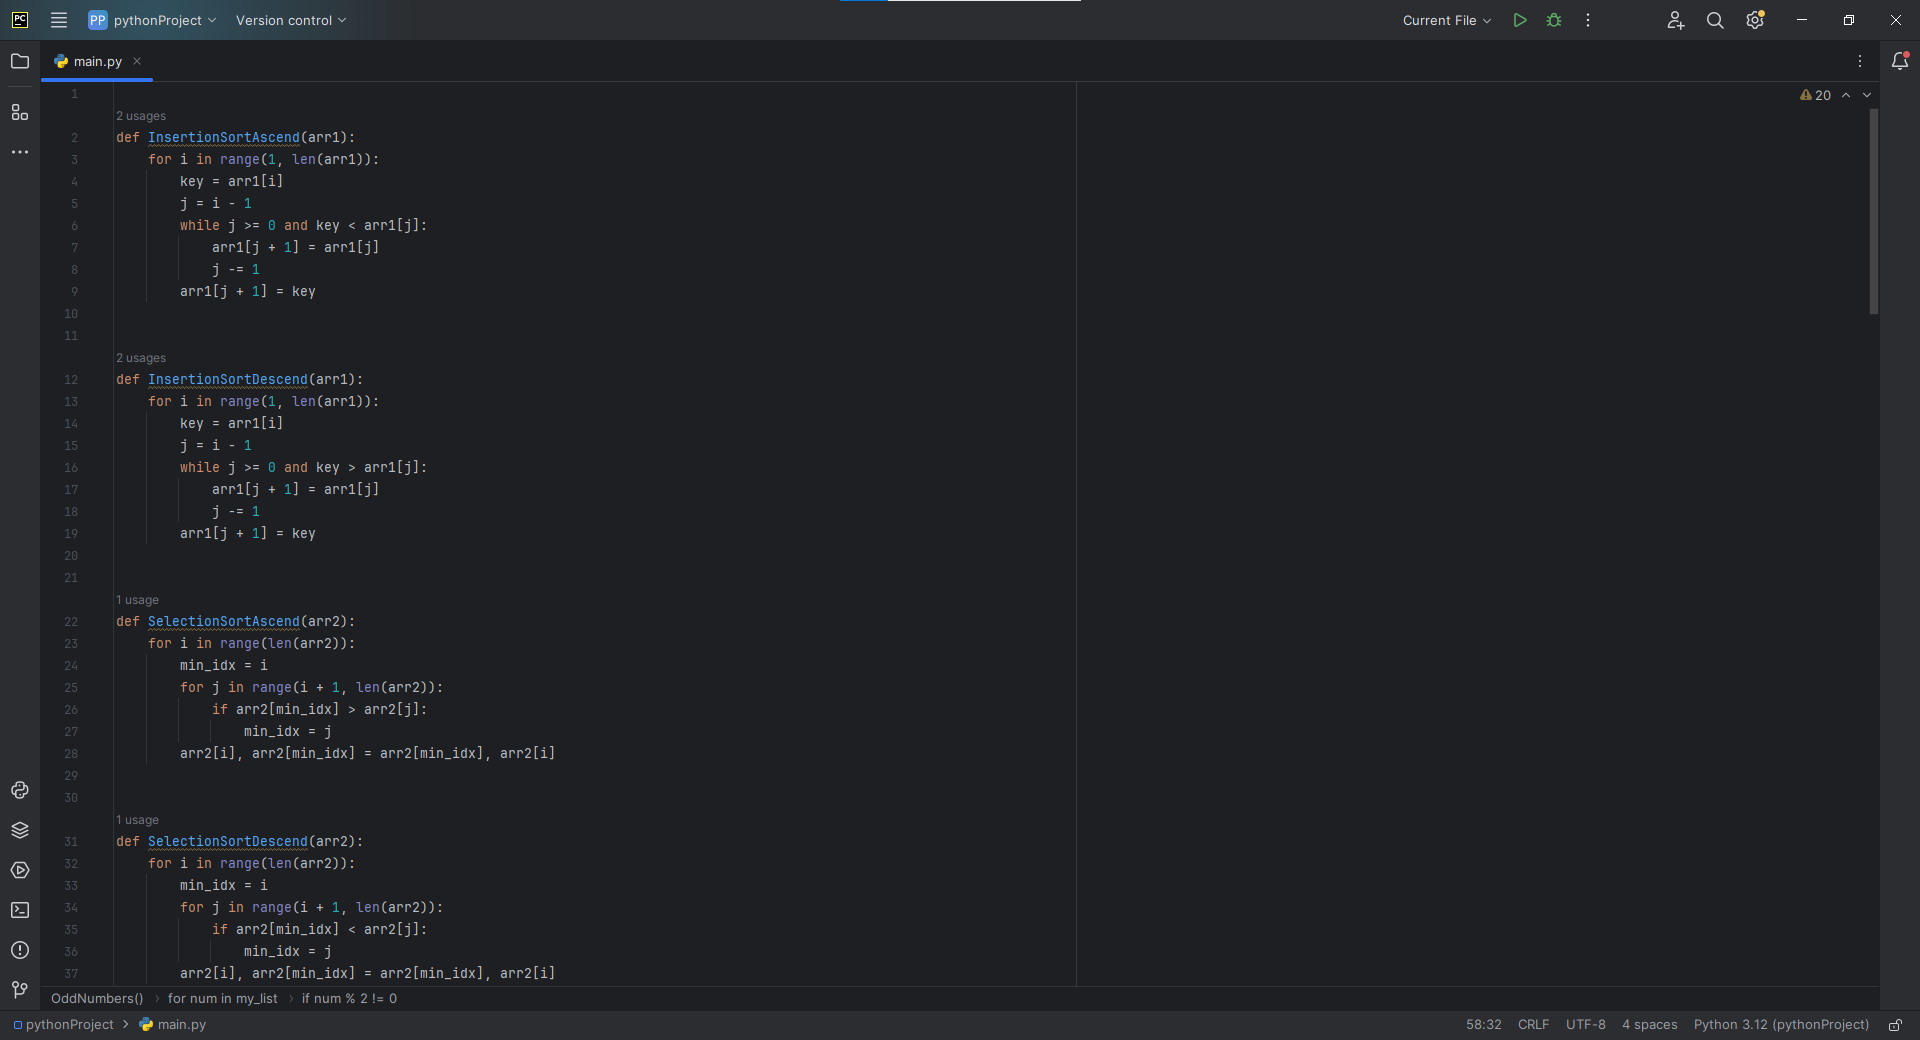 PC PP pythonProject Version control Current File
main.py
20
1
2 usages
2 def InsertionSortAscend(arr1):
3     for i in range(1, len(arr1)):
4         key = arr1[i]
5         j = i - 1
6         while j >= 0 and key < arr1[j]:
7             arr1[j + 1] = arr1[j]
8             j -= 1
9         arr1[j + 1] = key
10
11
2 usages
12 def InsertionSortDescend(arr1):
13     for i in range(1, len(arr1)):
14         key = arr1[i]
15         j = i - 1
16         while j >= 0 and key > arr1[j]:
17             arr1[j + 1] = arr1[j]
18             j -= 1
19         arr1[j + 1] = key
20
21
1 usage
22 def SelectionSortAscend(arr2):
23     for i in range(len(arr2)):
24         min_idx = i
25         for j in range(i + 1, len(arr2)):
26             if arr2[min_idx] > arr2[j]:
27                 min_idx = j
28         arr2[i], arr2[min_idx] = arr2[min_idx], arr2[i]
29
30
1 usage
31 def SelectionSortDescend(arr2):
32     for i in range(len(arr2)):
33         min_idx = i
34         for j in range(i + 1, len(arr2)):
35             if arr2[min_idx] < arr2[j]:
36                 min_idx = j
37         arr2[i], arr2[min_idx] = arr2[min_idx], arr2[i]
OddNumbers() › for num in my_list › if num % 2 != 0
pythonProject › main.py 58:32 CRLF UTF-8 4 spaces Python 3.12 (pythonProject)